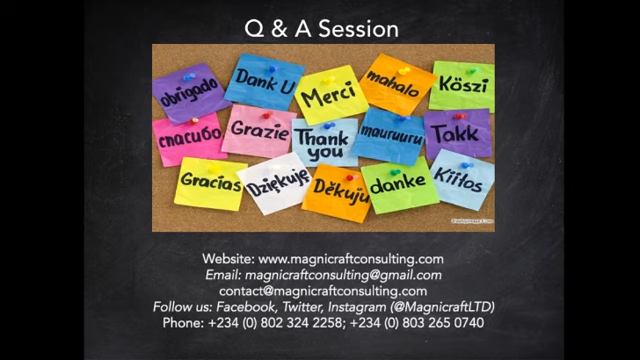 Q & A Session
obrigado
Dank U
Merci
mahalo
Köszi
спасибо
Grazie
Thank
you
mauruuru
Takk
Gracias
Dziękuję
Děkuju
danke
Kiitos
Website: www.magnicraftconsulting.com
Email: magnicraftconsulting@gmail.com
contact@magnicraftconsulting.com
Follow us: Facebook, Twitter, Instagram (@MagnicraftLTD)
Phone: +234 (0) 802 324 2258; +234 (0) 803 265 0740